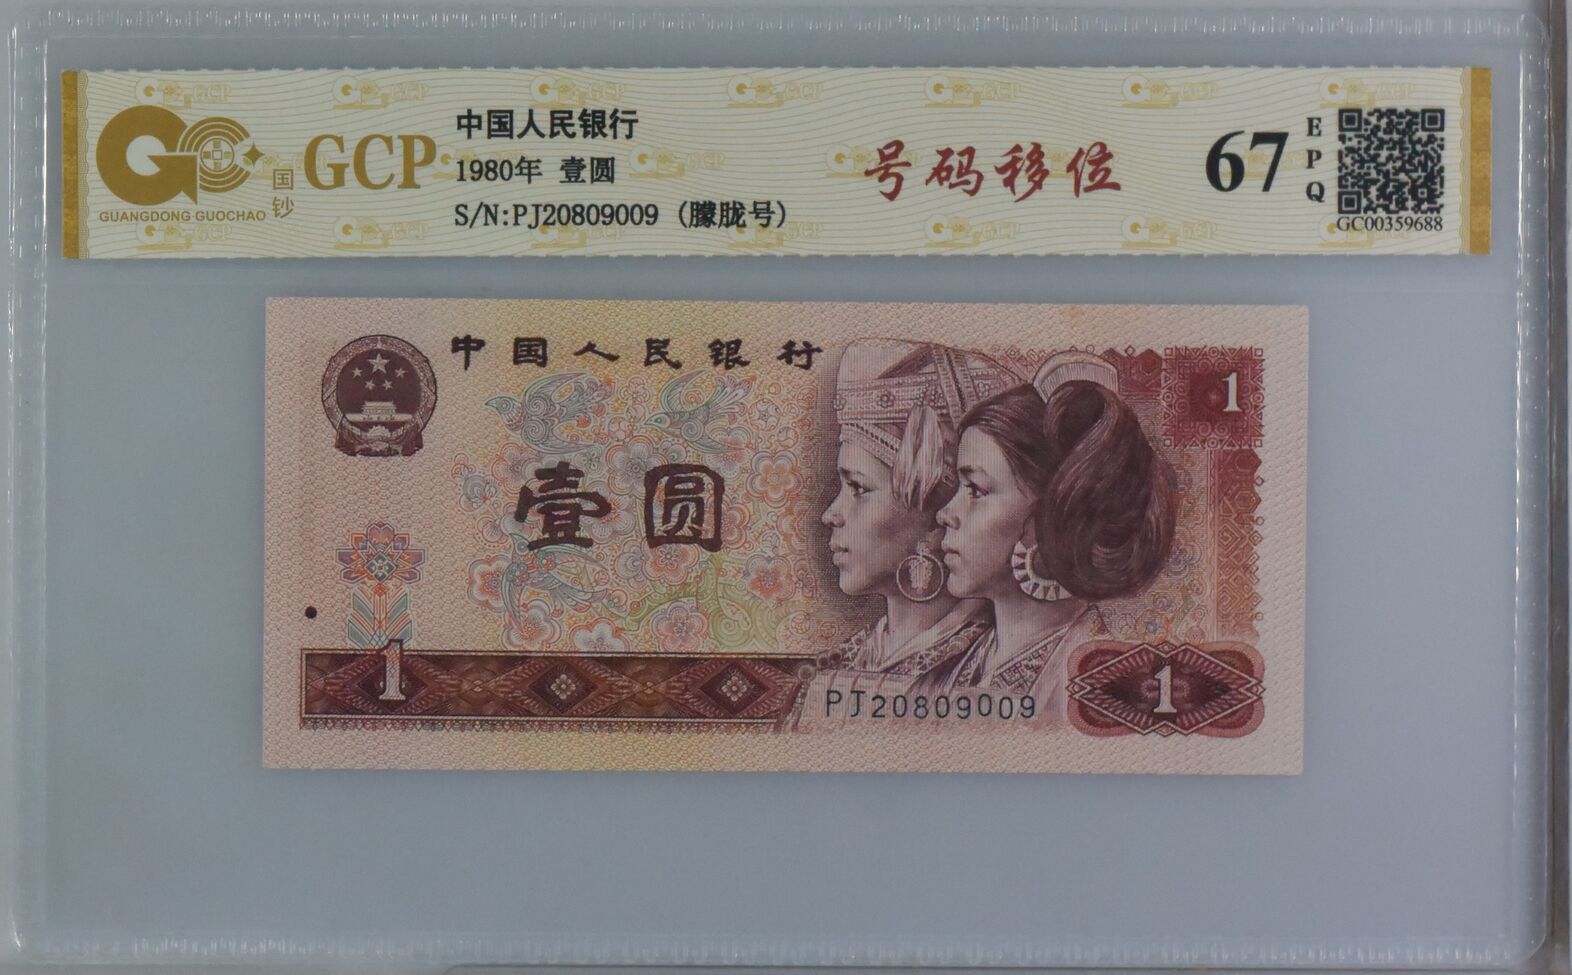 GCP
国钞
GUANGDONG GUOCHAO
中国人民银行
1980年 壹圆
S/N:PJ20809009 (朦胧号)
号码移位
67
EPQ
GC00359688
中国人民银行
1
壹圆
1
PJ20809009
1